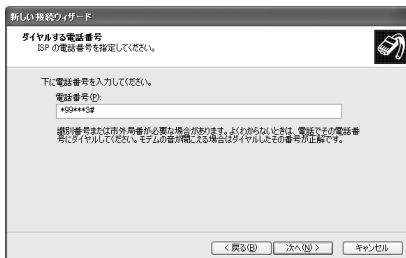 新しい接続ウィザード
ダイヤルする電話番号
ISP の電話番号を指定してください。
下に電話番号を入力してください。
電話番号(P):
*99***3#
識別番号または市外局番が必要な場合があります。よくわからないときは、電話でその電話番
号にダイヤルしてください。モデムの音が聞こえる場合はダイヤルしたその番号が正解です。
< 戻る(B)
次へ(N) >
キャンセル